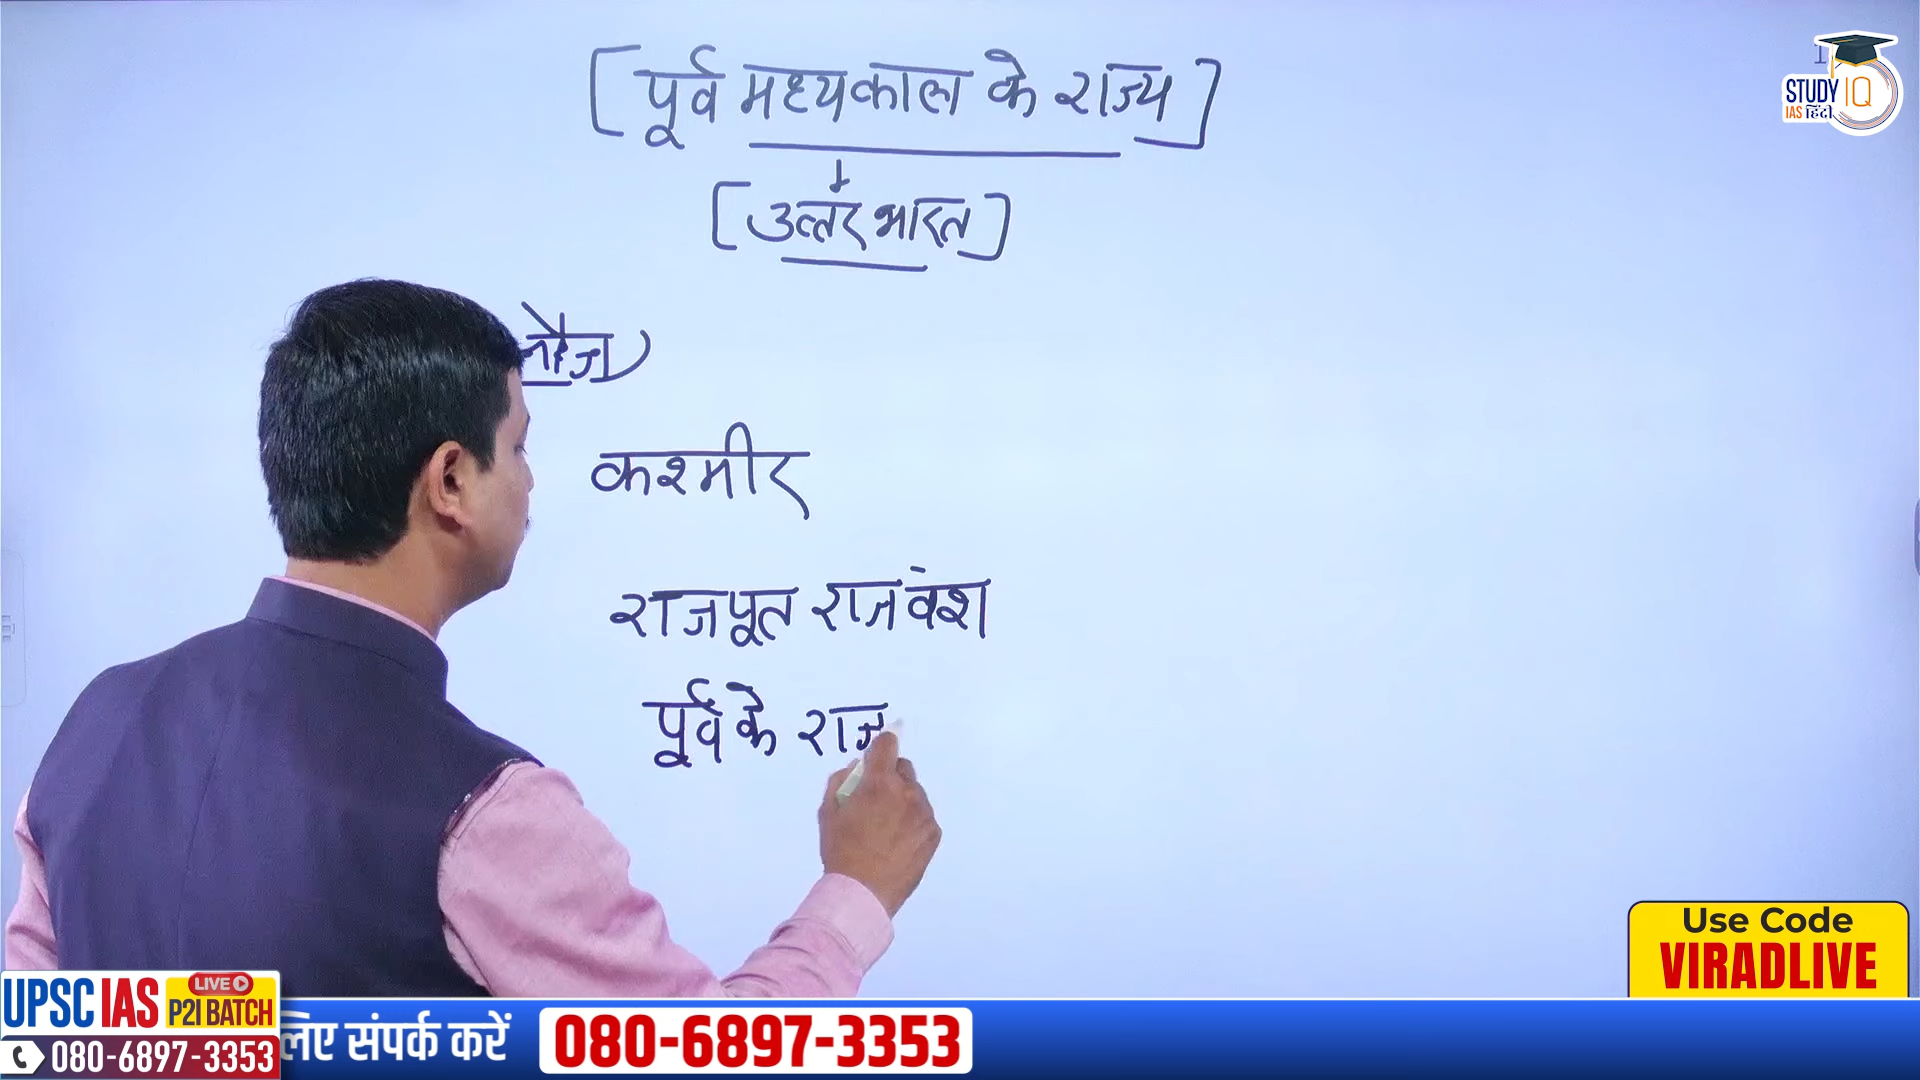 [पूर्व मध्यकाल के राज्य]
[उत्तर भारत]
नौज)
कश्मीर
राजपूत राजवंश
पूर्व के राज
STUDY IQ
IAS हिंदी
Use Code
VIRADLIVE
UPSC IAS LIVE P2I BATCH
080-6897-3353
लिए संपर्क करें 080-6897-3353